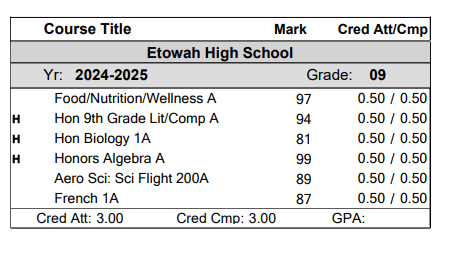 Course Title Mark Cred Att/Cmp
Etowah High School
Yr: 2024-2025 Grade: 09
Food/Nutrition/Wellness A 97 0.50 / 0.50
H Hon 9th Grade Lit/Comp A 94 0.50 / 0.50
H Hon Biology 1A 81 0.50 / 0.50
H Honors Algebra A 99 0.50 / 0.50
Aero Sci: Sci Flight 200A 89 0.50 / 0.50
French 1A 87 0.50 / 0.50
Cred Att: 3.00 Cred Cmp: 3.00 GPA: